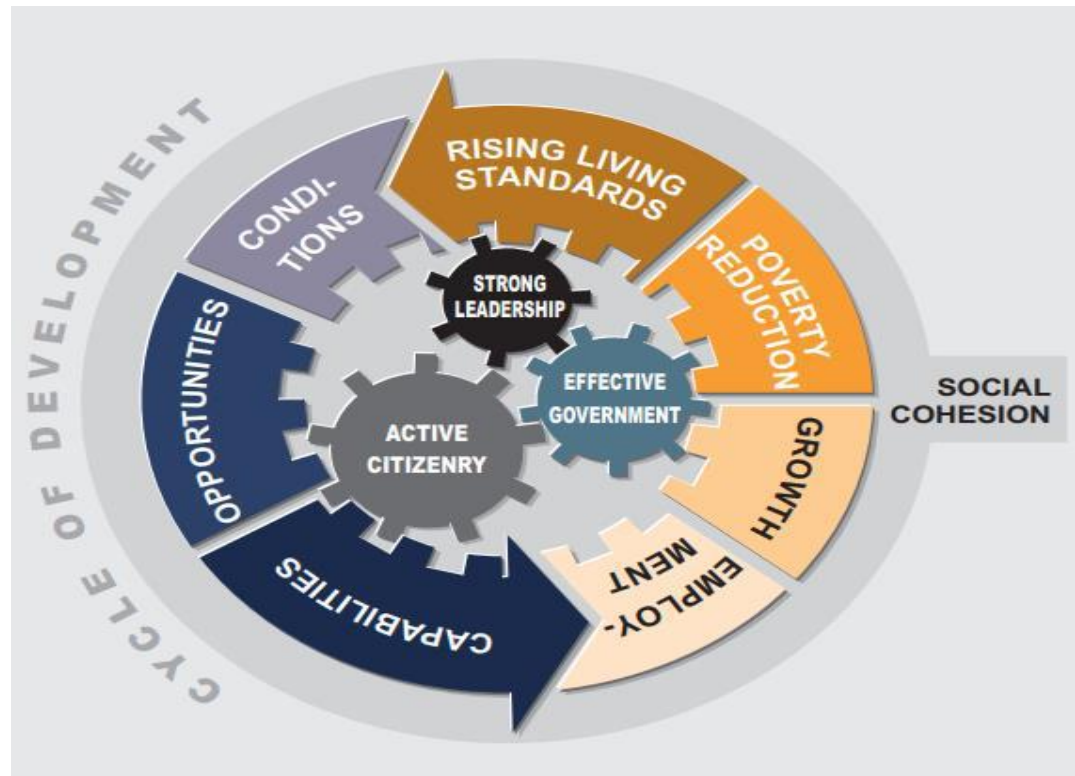 CYCLE OF DEVELOPMENT
RISING LIVING
STANDARDS
POVERTY
REDUCTION
GROWTH
EMPLOY-
MENT
CAPABILITIES
OPPORTUNITIES
CONDI-
TIONS
STRONG
LEADERSHIP
EFFECTIVE
GOVERNMENT
ACTIVE
CITIZENRY
SOCIAL
COHESION